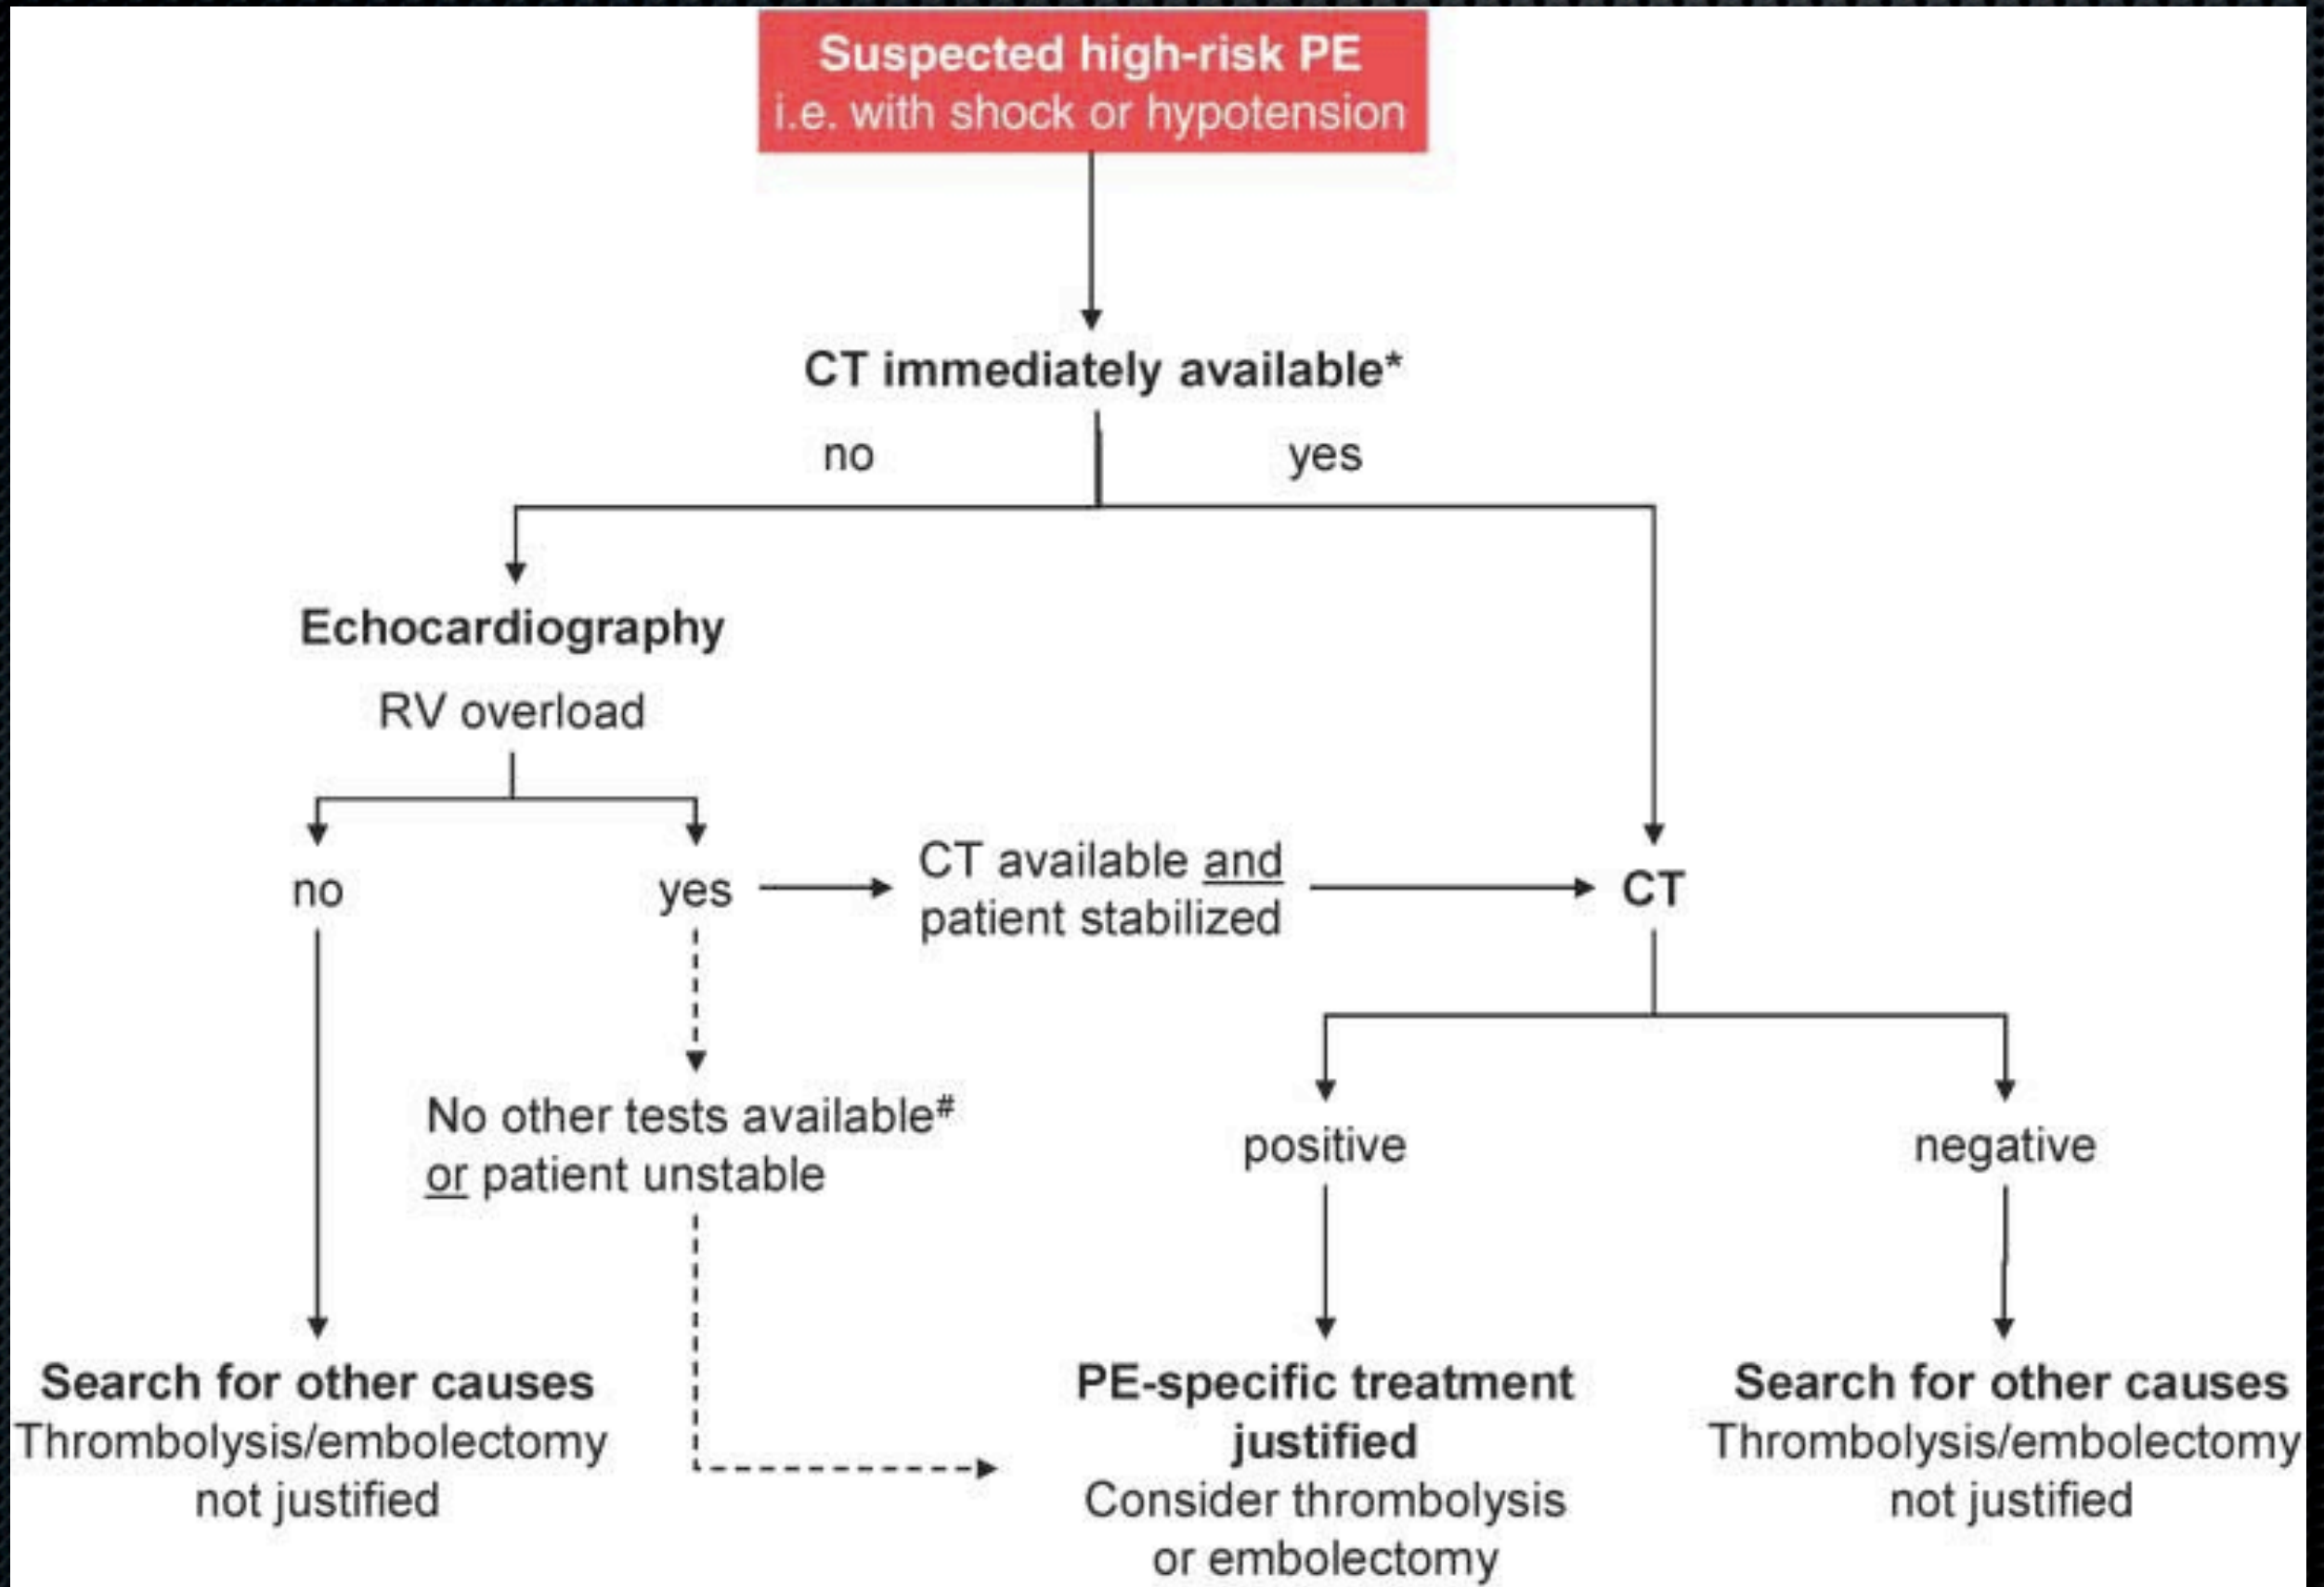 Suspected high-risk PE
i.e. with shock or hypotension
CT immediately available*
no
yes
Echocardiography
RV overload
no
yes
CT available and
patient stabilized
CT
No other tests available#
or patient unstable
positive
negative
Search for other causes
Thrombolysis/embolectomy
not justified
PE-specific treatment
justified
Consider thrombolysis
or embolectomy
Search for other causes
Thrombolysis/embolectomy
not justified